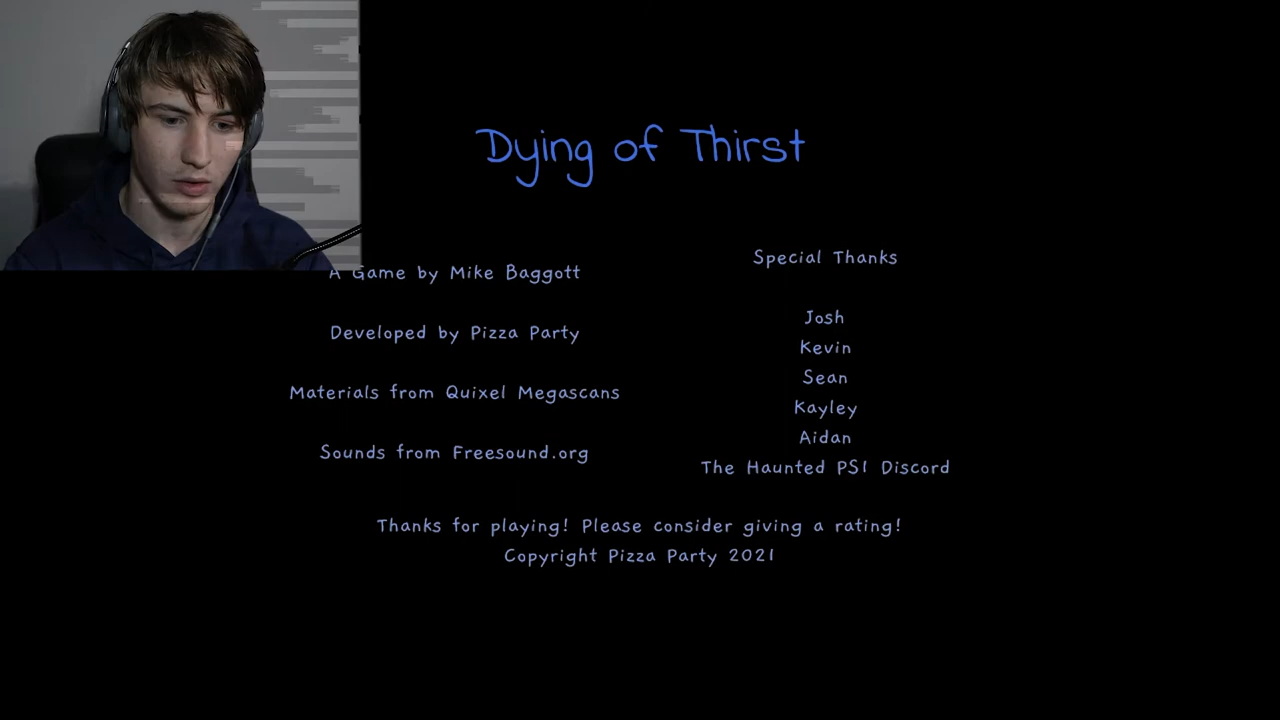 Dying of Thirst
A Game by Mike Baggott
Developed by Pizza Party
Materials from Quixel Megascans
Sounds from Freesound.org
Special Thanks
Josh
Kevin
Sean
Kayley
Aidan
The Haunted PS1 Discord
Thanks for playing! Please consider giving a rating!
Copyright Pizza Party 2021